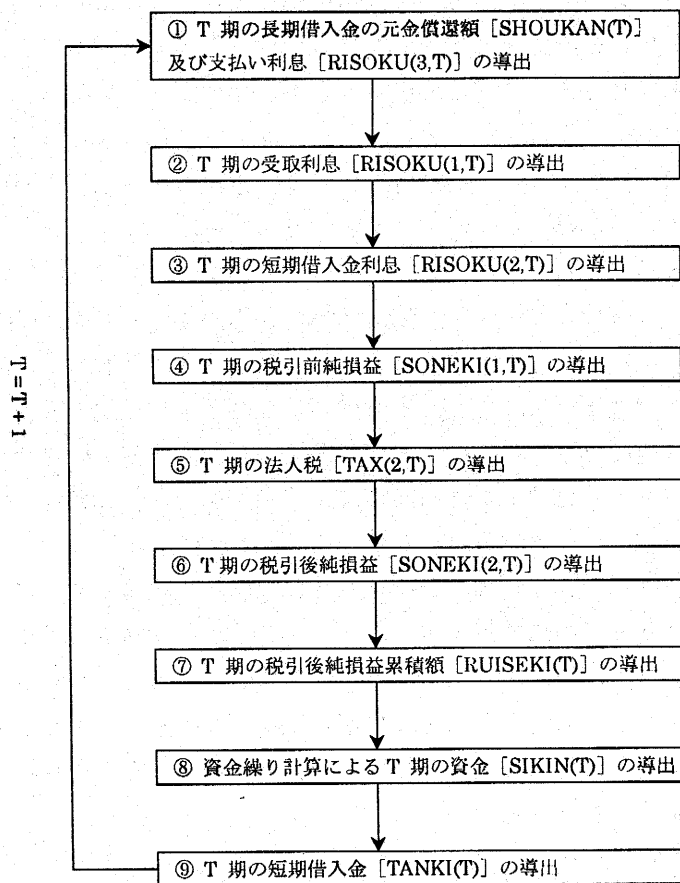 ① T 期の長期借入金の元金償還額［SHOUKAN(T)］
及び支払い利息［RISOKU(3,T)］の導出
② T 期の受取利息［RISOKU(1,T)］の導出
③ T 期の短期借入金利息［RISOKU(2,T)］の導出
④ T 期の税引前純損益［SONEKI(1,T)］の導出
⑤ T 期の法人税［TAX(2,T)］の導出
⑥ T 期の税引後純損益［SONEKI(2,T)］の導出
⑦ T 期の税引後純損益累積額［RUISEKI(T)］の導出
⑧ 資金繰り計算による T 期の資金［SIKIN(T)］の導出
⑨ T 期の短期借入金［TANKI(T)］の導出
T = T + 1